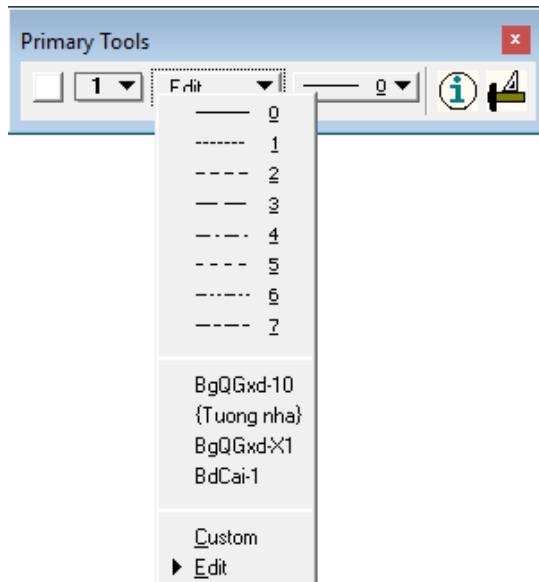 Primary Tools
1 Edit 0
0
1
2
3
4
5
6
7
BgQGxd-10
{Tuong nha}
BgQGxd-X1
BdCai-1
Custom
Edit